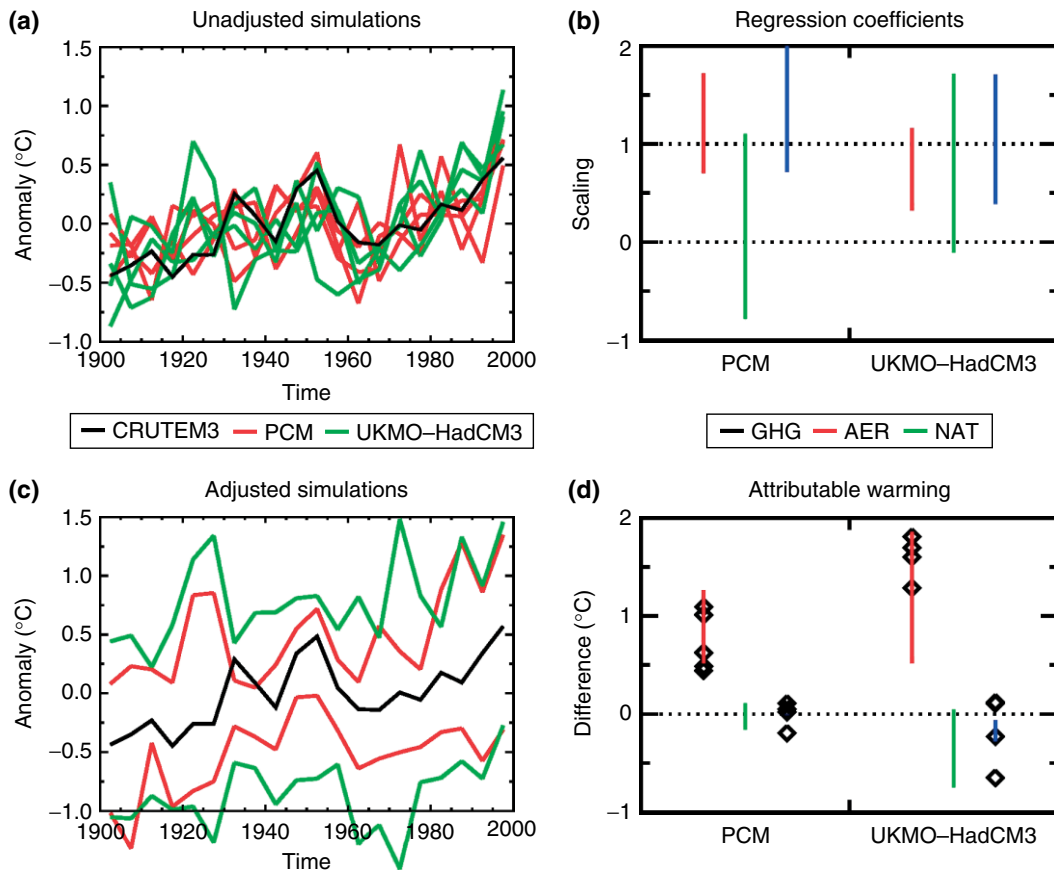 (a)
Unadjusted simulations
1.5
1.0
0.5
0.0
−0.5
−1.0
Anomaly (°C)
1900 1920 1940 1960 1980 2000
Time
CRUTEM3 PCM UKMO–HadCM3
(b)
Regression coefficients
2
1
0
−1
Scaling
PCM UKMO–HadCM3
GHG AER NAT
(c)
Adjusted simulations
1.5
1.0
0.5
0.0
−0.5
−1.0
Anomaly (°C)
1900 1920 1940 1960 1980 2000
Time
(d)
Attributable warming
2
1
0
−1
Difference (°C)
PCM UKMO–HadCM3